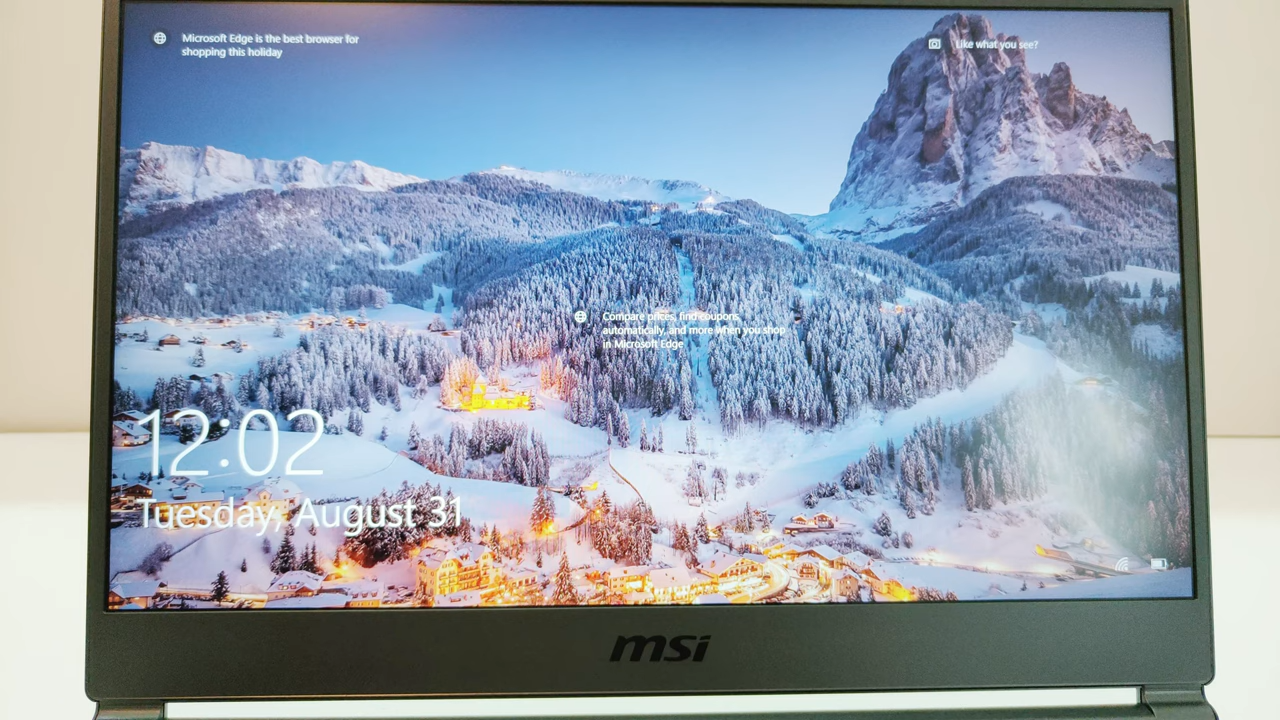 Microsoft Edge is the best browser for
shopping this holiday
Like what you see?
Compare prices, find coupons
automatically, and more when you shop
in Microsoft Edge
12:02
Tuesday, August 31
msi